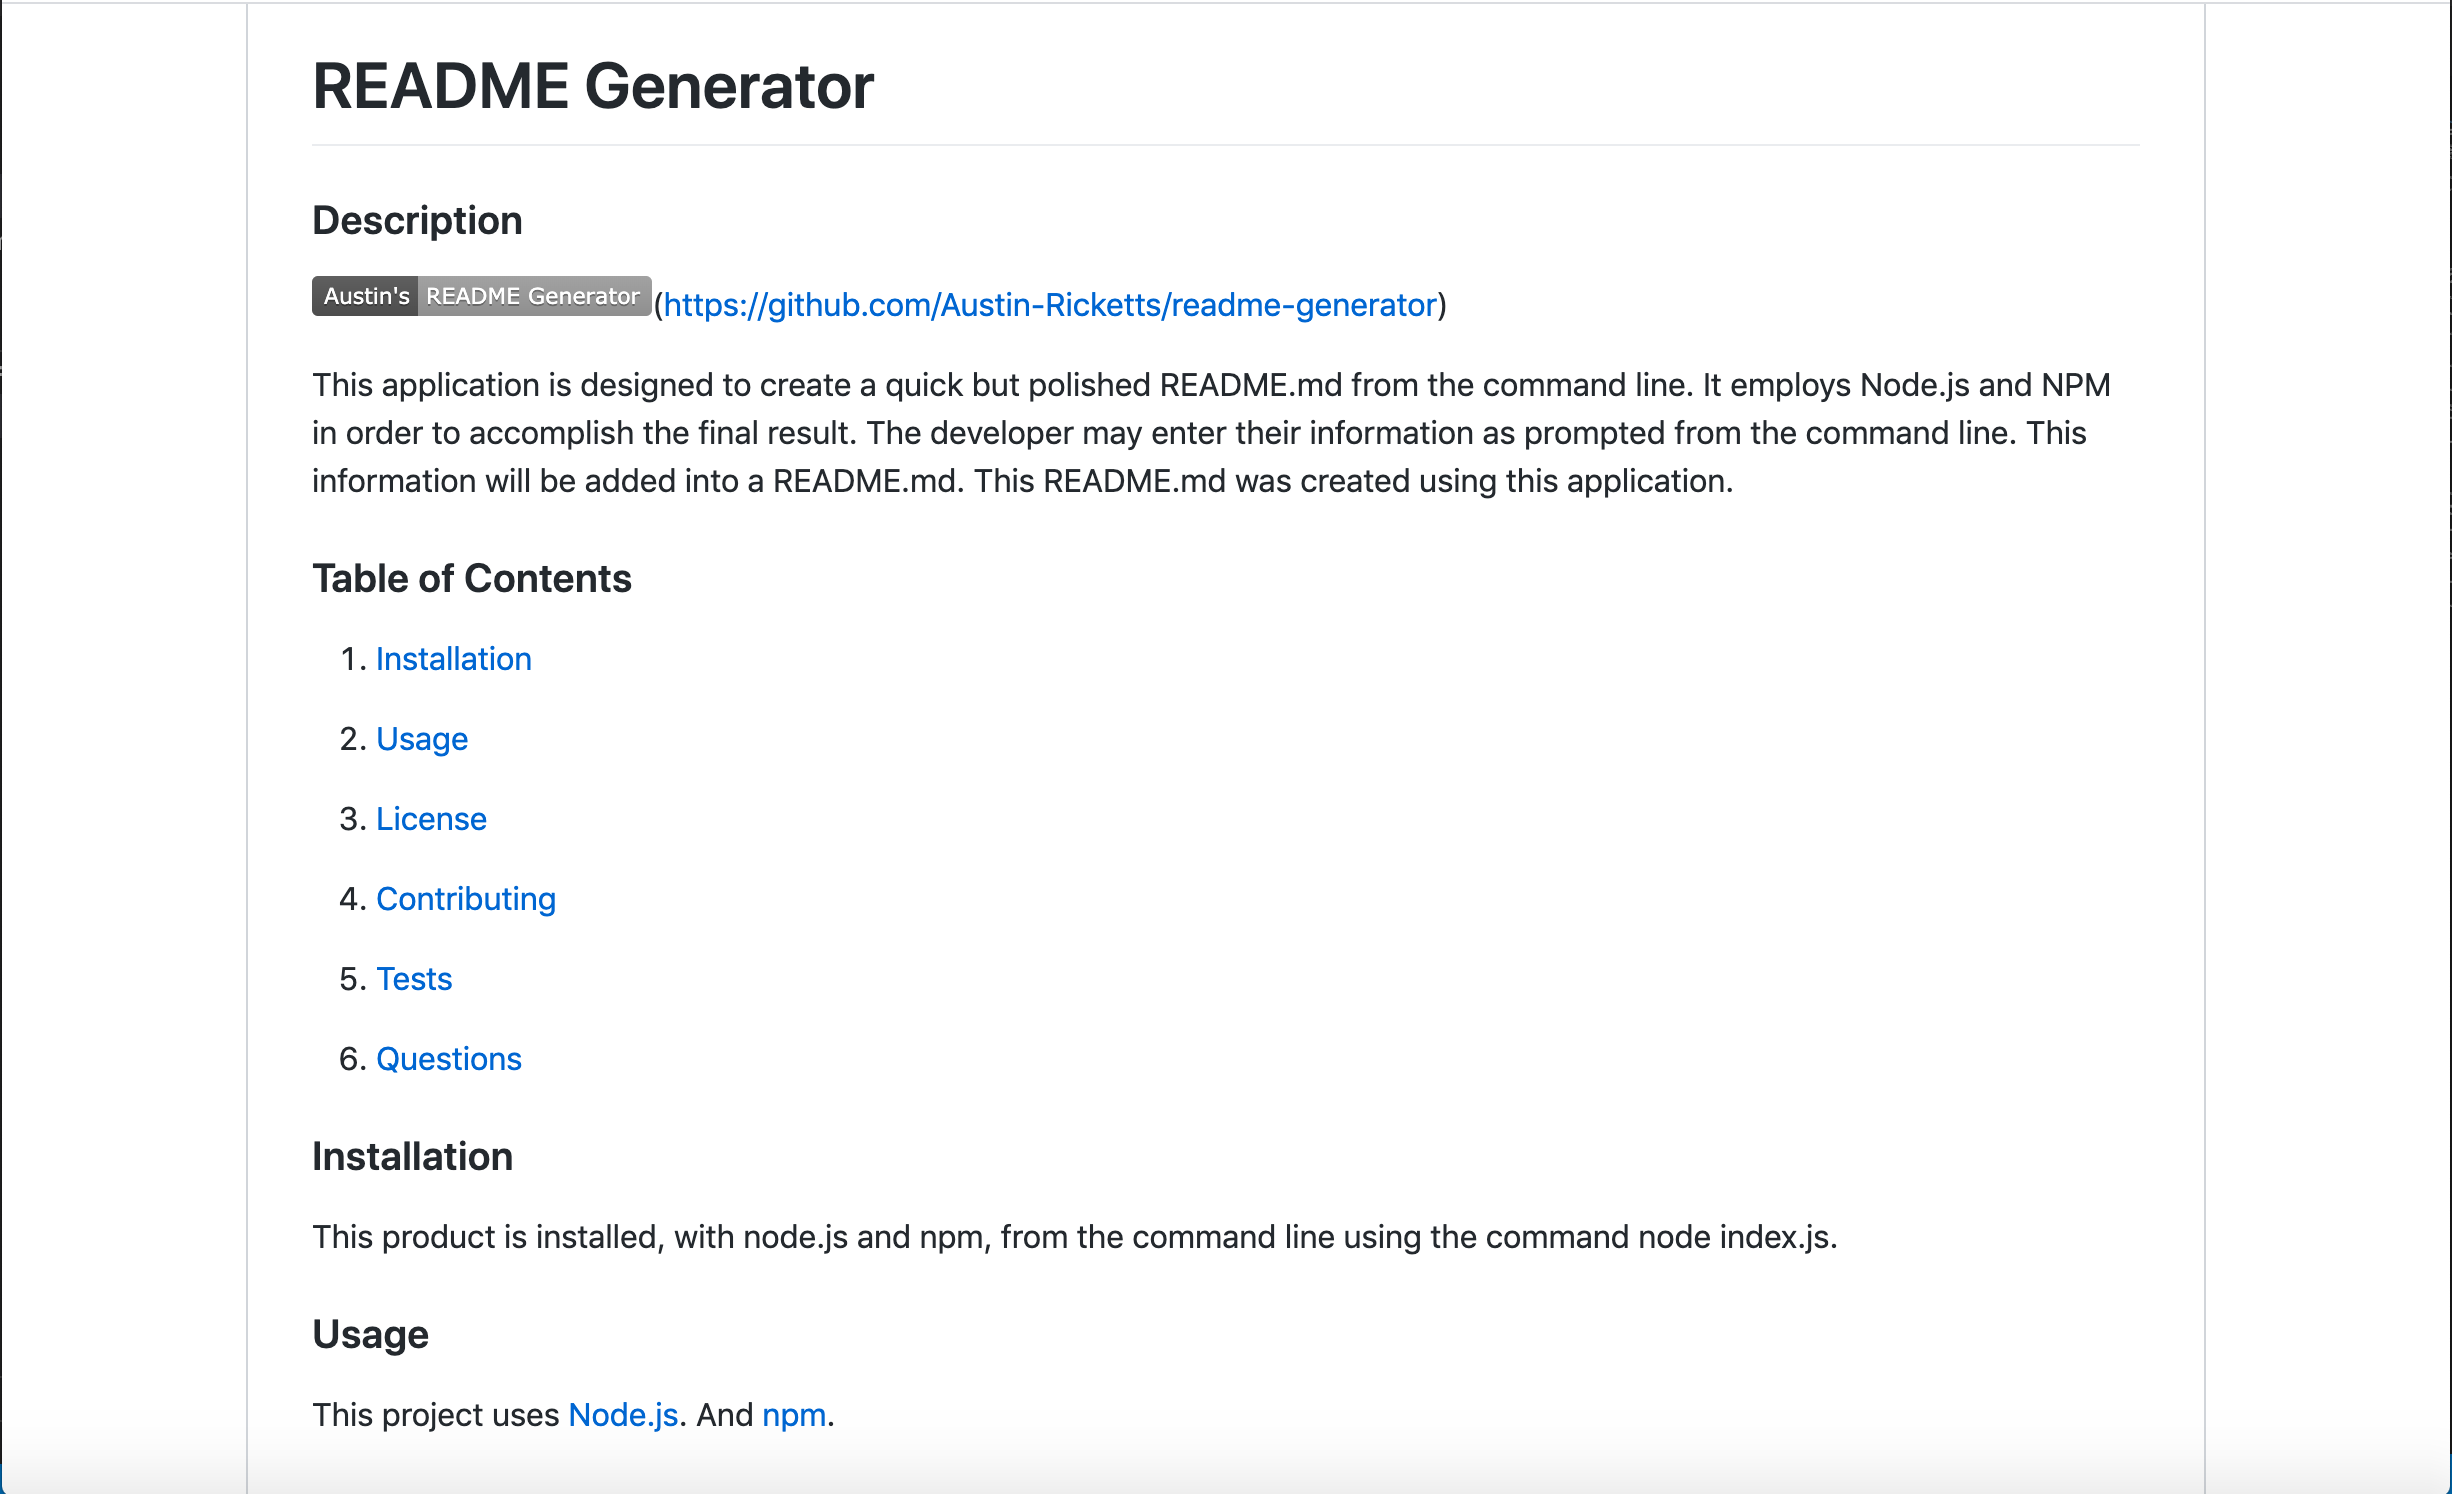 README Generator
Description
Austin's README Generator (https://github.com/Austin-Ricketts/readme-generator)
This application is designed to create a quick but polished README.md from the command line. It employs Node.js and NPM
in order to accomplish the final result. The developer may enter their information as prompted from the command line. This
information will be added into a README.md. This README.md was created using this application.
Table of Contents
1. Installation
2. Usage
3. License
4. Contributing
5. Tests
6. Questions
Installation
This product is installed, with node.js and npm, from the command line using the command node index.js.
Usage
This project uses Node.js. And npm.